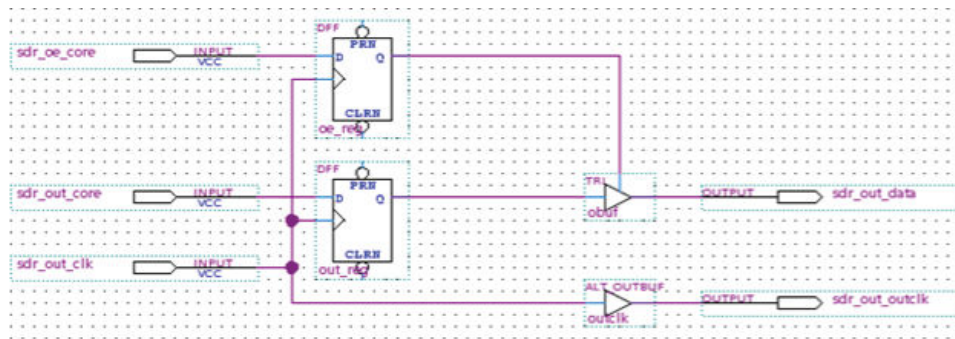 DFF
sdr_oe_core INPUT VCC
PRN
D Q
CLRN
oe_reg
DFF
sdr_out_core INPUT VCC
PRN
D Q
CLRN
out_reg
TRI
obuf
OUTPUT sdr_out_data
sdr_out_clk INPUT VCC
ALT_OUTBUF
outclk
OUTPUT sdr_out_outclk